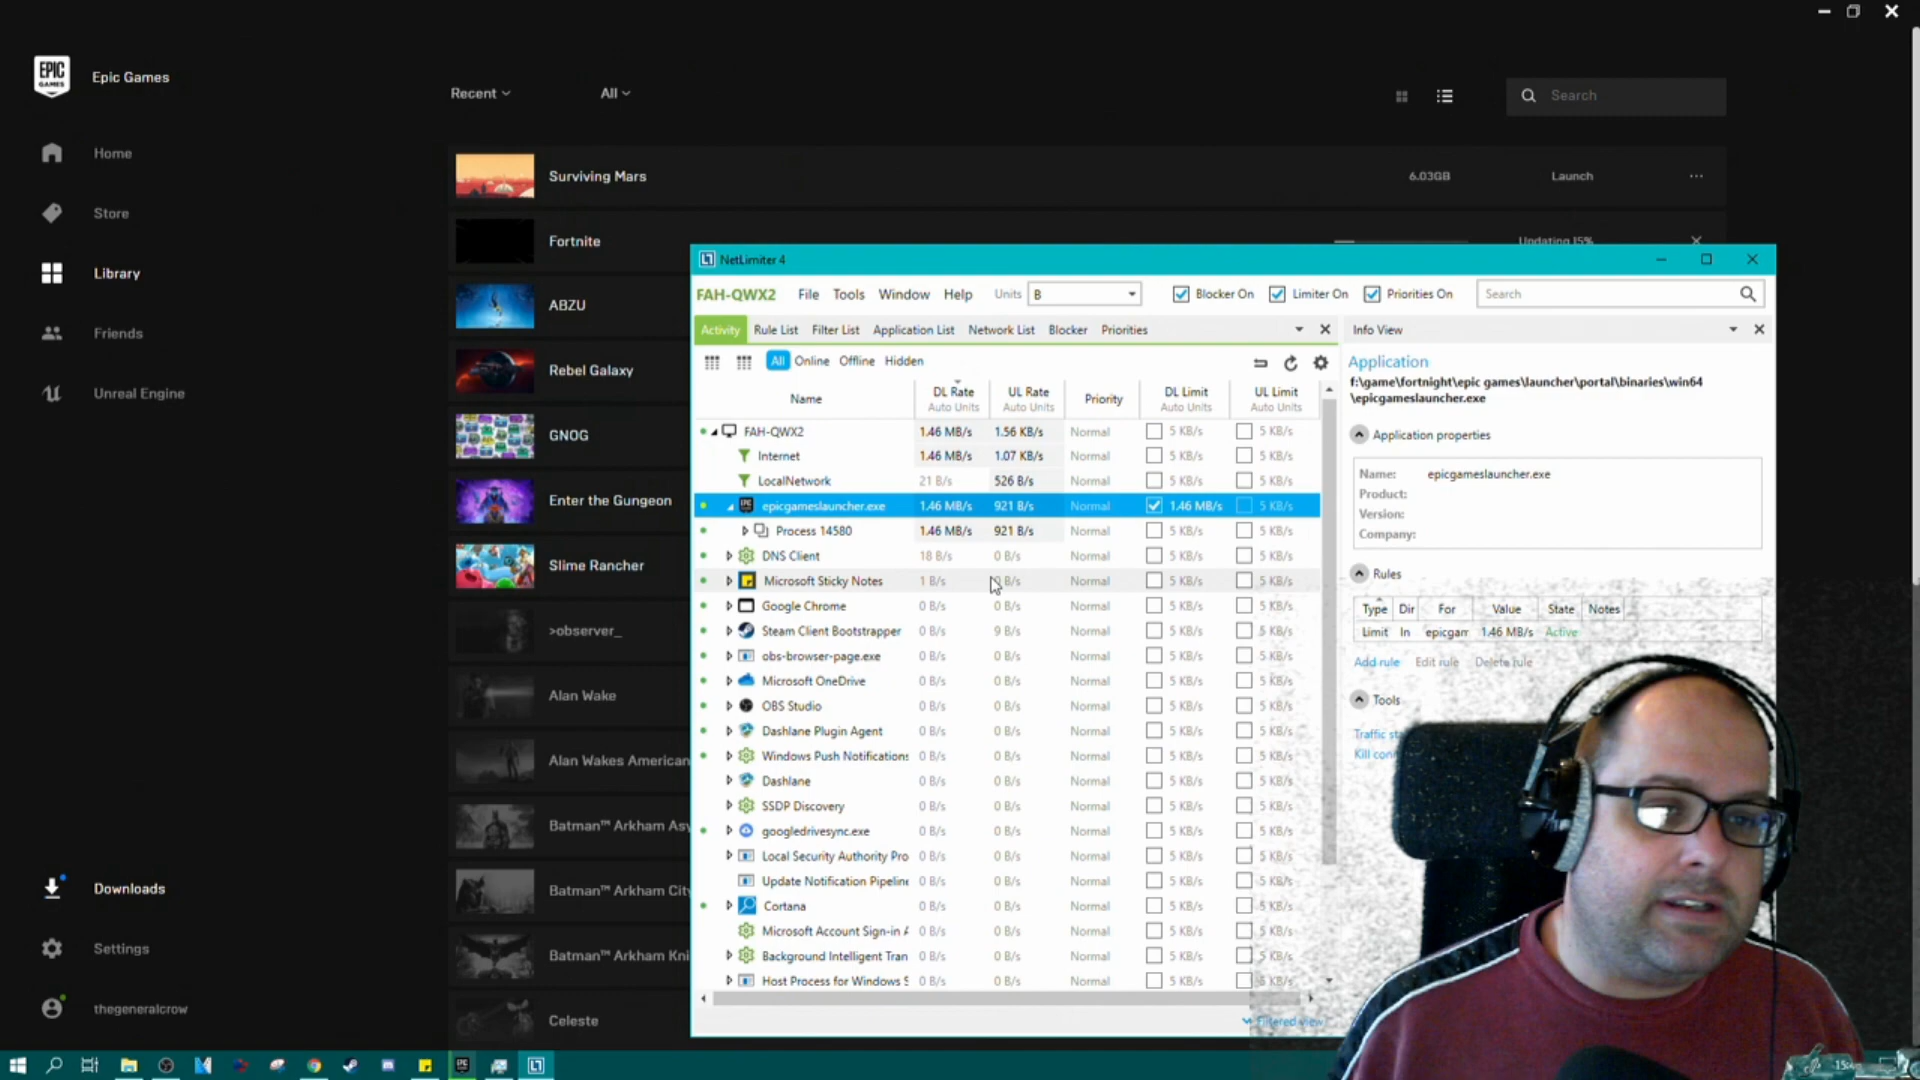 EPIC GAMES
Epic Games
Home
Store
Library
Friends
Unreal Engine
Downloads
Settings
thegeneralcrow
Recent
All
Search
Surviving Mars
6.03GB
Launch
Fortnite
Updating 15%
ABZU
Rebel Galaxy
GNOG
Enter the Gungeon
Slime Rancher
>observer_
Alan Wake
Alan Wakes American
Batman™ Arkham Asy
Batman™ Arkham City
Batman™ Arkham Kni
Celeste
NetLimiter 4
FAH-QWX2 File Tools Window Help Units B Blocker On Limiter On Priorities On Search
Activity Rule List Filter List Application List Network List Blocker Priorities
All Online Offline Hidden
Name DL Rate UL Rate Priority DL Limit UL Limit
Auto Units Auto Units Auto Units Auto Units
FAH-QWX2 1.46 MB/s 1.56 KB/s Normal 5 KB/s 5 KB/s
Internet 1.46 MB/s 1.07 KB/s Normal 5 KB/s 5 KB/s
LocalNetwork 21 B/s 526 B/s Normal 5 KB/s 5 KB/s
epicgameslauncher.exe 1.46 MB/s 921 B/s Normal 1.46 MB/s 5 KB/s
Process 14580 1.46 MB/s 921 B/s Normal 5 KB/s 5 KB/s
DNS Client 18 B/s 0 B/s Normal 5 KB/s 5 KB/s
Microsoft Sticky Notes 1 B/s B/s Normal 5 KB/s 5 KB/s
Google Chrome 0 B/s 0 B/s Normal 5 KB/s 5 KB/s
Steam Client Bootstrapper 0 B/s 9 B/s Normal 5 KB/s 5 KB/s
obs-browser-page.exe 0 B/s 0 B/s Normal 5 KB/s 5 KB/s
Microsoft OneDrive 0 B/s 0 B/s Normal 5 KB/s 5 KB/s
OBS Studio 0 B/s 0 B/s Normal 5 KB/s 5 KB/s
Dashlane Plugin Agent 0 B/s 0 B/s Normal 5 KB/s 5 KB/s
Windows Push Notifications 0 B/s 0 B/s Normal 5 KB/s 5 KB/s
Dashlane 0 B/s 0 B/s Normal 5 KB/s 5 KB/s
SSDP Discovery 0 B/s 0 B/s Normal 5 KB/s 5 KB/s
googledrivesync.exe 0 B/s 0 B/s Normal 5 KB/s 5 KB/s
Local Security Authority Pro 0 B/s 0 B/s Normal 5 KB/s 5 KB/s
Update Notification Pipeline 0 B/s 0 B/s Normal 5 KB/s 5 KB/s
Cortana 0 B/s 0 B/s Normal 5 KB/s 5 KB/s
Microsoft Account Sign-in 0 B/s 0 B/s Normal 5 KB/s 5 KB/s
Background Intelligent Tran 0 B/s 0 B/s Normal 5 KB/s 5 KB/s
Host Process for Windows S 0 B/s 0 B/s Normal 5 KB/s 5 KB/s
Filtered view
Info View
Application
f:\game\fortnight\epic games\launcher\portal\binaries\win64
\epicgameslauncher.exe
Application properties
Name: epicgameslauncher.exe
Product:
Version:
Company:
Rules
Type Dir For Value State Notes
Limit In epicgam 1.46 MB/s Active
Add rule Edit rule Delete rule
Tools
Traffic sta
Kill con